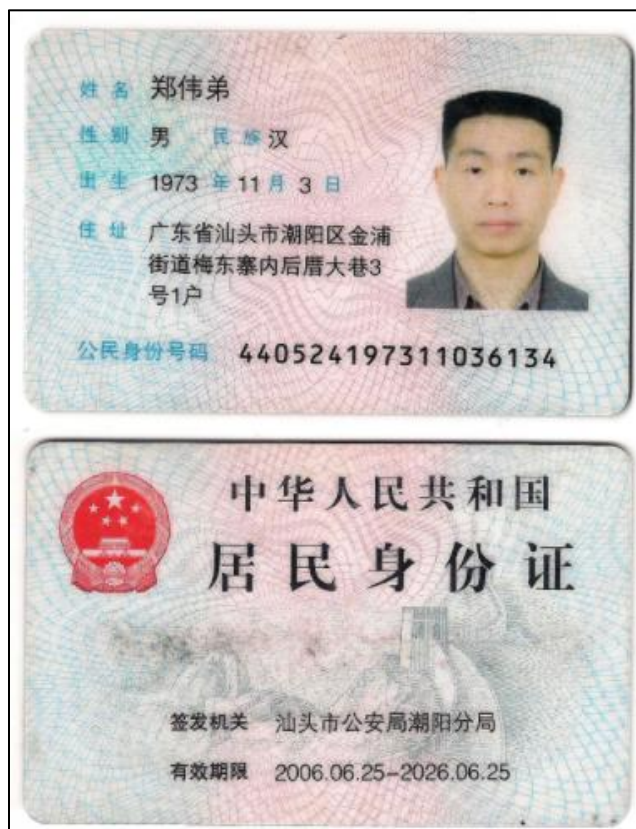 姓名 郑伟弟
性别 男 民族 汉
出生 1973 年 11 月 3 日
住址 广东省汕头市潮阳区金浦
街道梅东寨内后厝大巷3
号1户
公民身份号码 440524197311036134
中华人民共和国
居民身份证
签发机关 汕头市公安局潮阳分局
有效期限 2006.06.25-2026.06.25